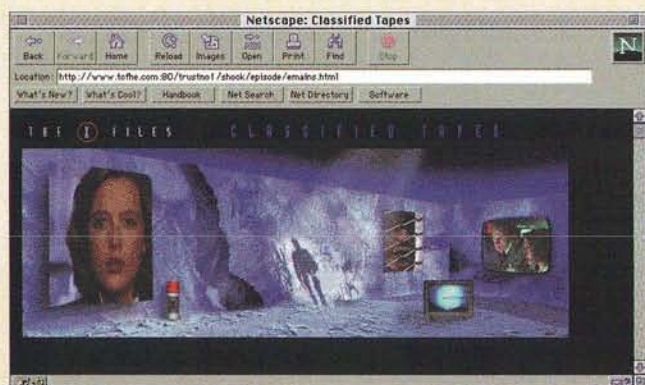 Netscape: Classified Tapes
Back Forward Home Reload Images Open Print Find Stop
N
Location: http://www.tofhe.com:80/trustno1/shook/episode/emains.html
What's New? What's Cool? Handbook Net Search Net Directory Software
THE X FILES CLASSIFIED TAPES